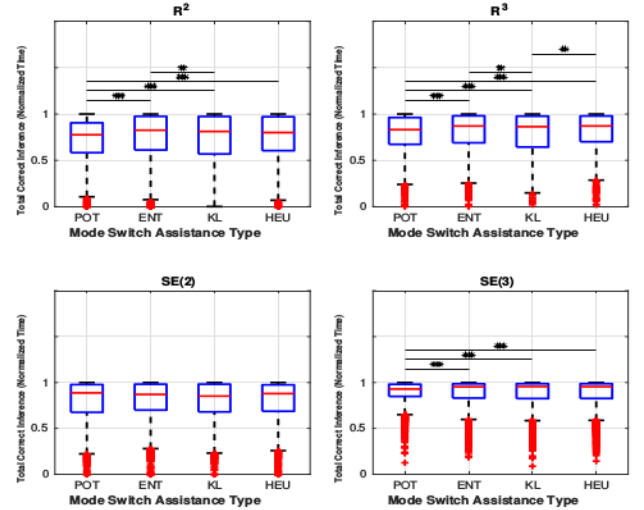 R²
Total Correct Inference (Normalized Time)
1
0.5
0
**
***
***
***
POT ENT KL HEU
Mode Switch Assistance Type
R³
Total Correct Inference (Normalized Time)
1
0.5
0
**
**
***
***
***
POT ENT KL HEU
Mode Switch Assistance Type
SE(2)
Total Correct Inference (Normalized Time)
1
0.5
0
POT ENT KL HEU
Mode Switch Assistance Type
SE(3)
Total Correct Inference (Normalized Time)
1
0.5
0
***
***
***
POT ENT KL HEU
Mode Switch Assistance Type